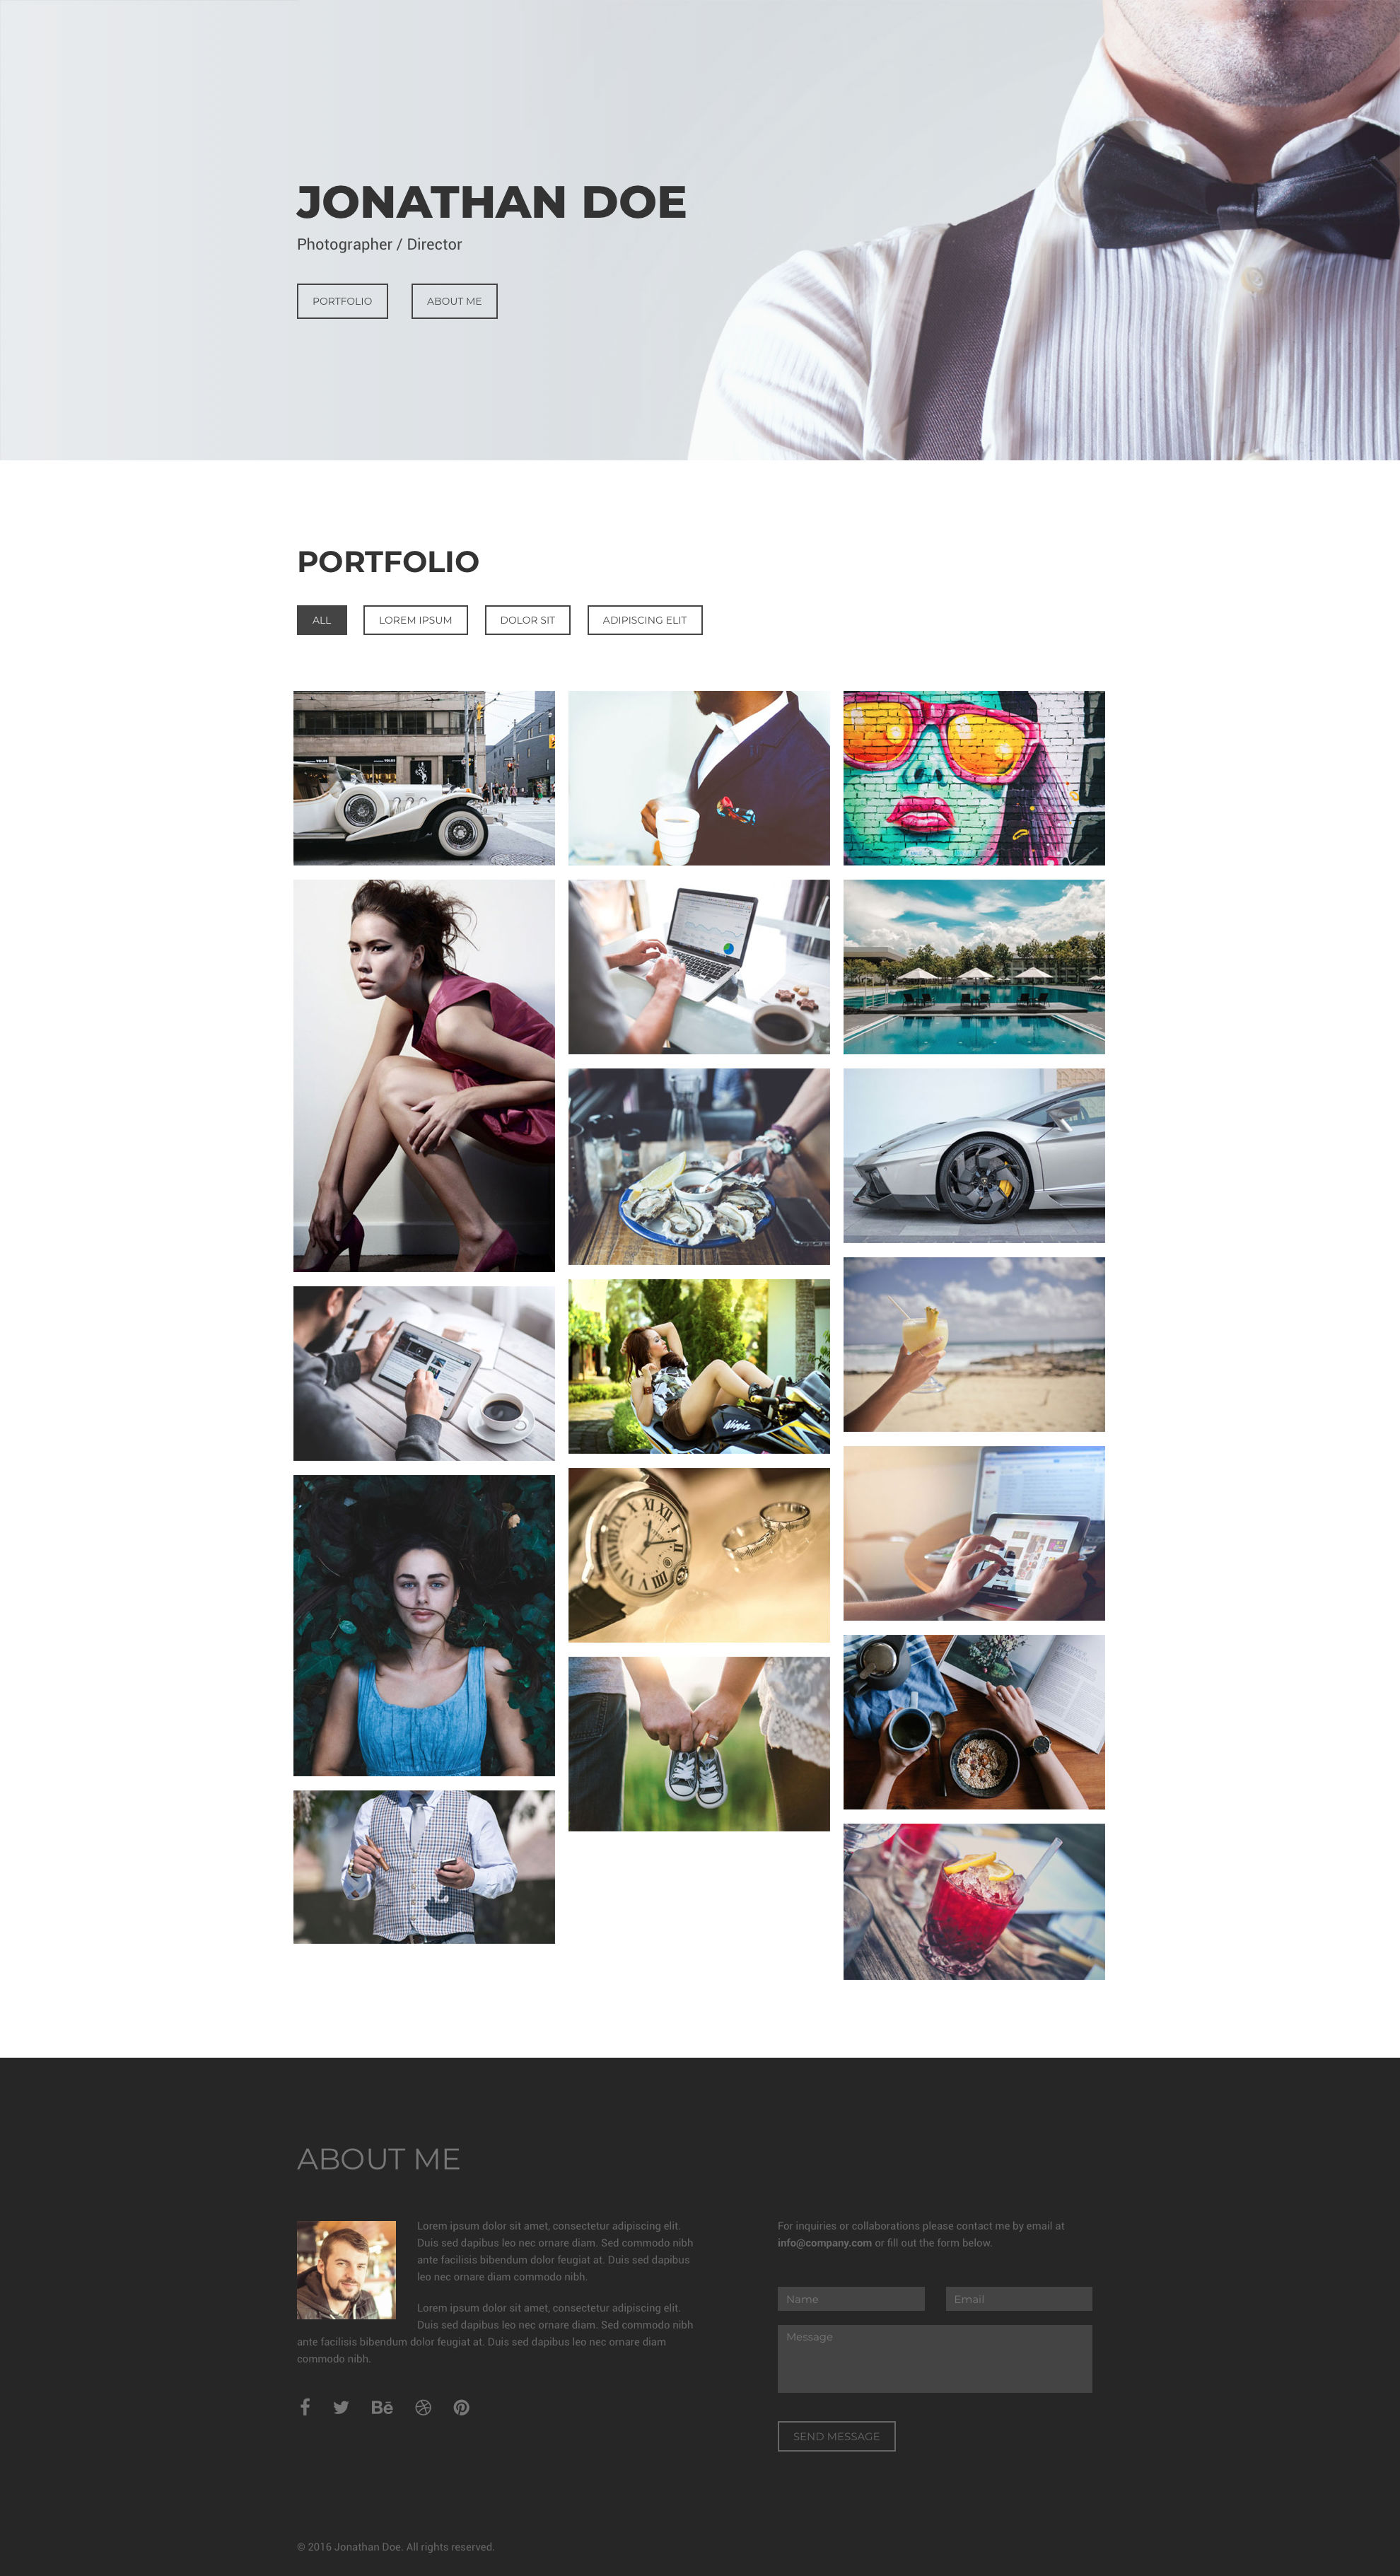 JONATHAN DOE
Photographer / Director
PORTFOLIO
ABOUT ME
PORTFOLIO
ALL
LOREM IPSUM
DOLOR SIT
ADIPISCING ELIT
Ninja
ABOUT ME
Lorem ipsum dolor sit amet, consectetur adipiscing elit.
Duis sed dapibus leo nec ornare diam. Sed commodo nibh
ante facilisis bibendum dolor feugiat at. Duis sed dapibus
leo nec ornare diam commodo nibh.
Lorem ipsum dolor sit amet, consectetur adipiscing elit.
Duis sed dapibus leo nec ornare diam. Sed commodo nibh
ante facilisis bibendum dolor feugiat at. Duis sed dapibus leo nec ornare diam
commodo nibh.
Bē
For inquiries or collaborations please contact me by email at
info@company.com or fill out the form below.
Name
Email
Message
SEND MESSAGE
© 2016 Jonathan Doe. All rights reserved.